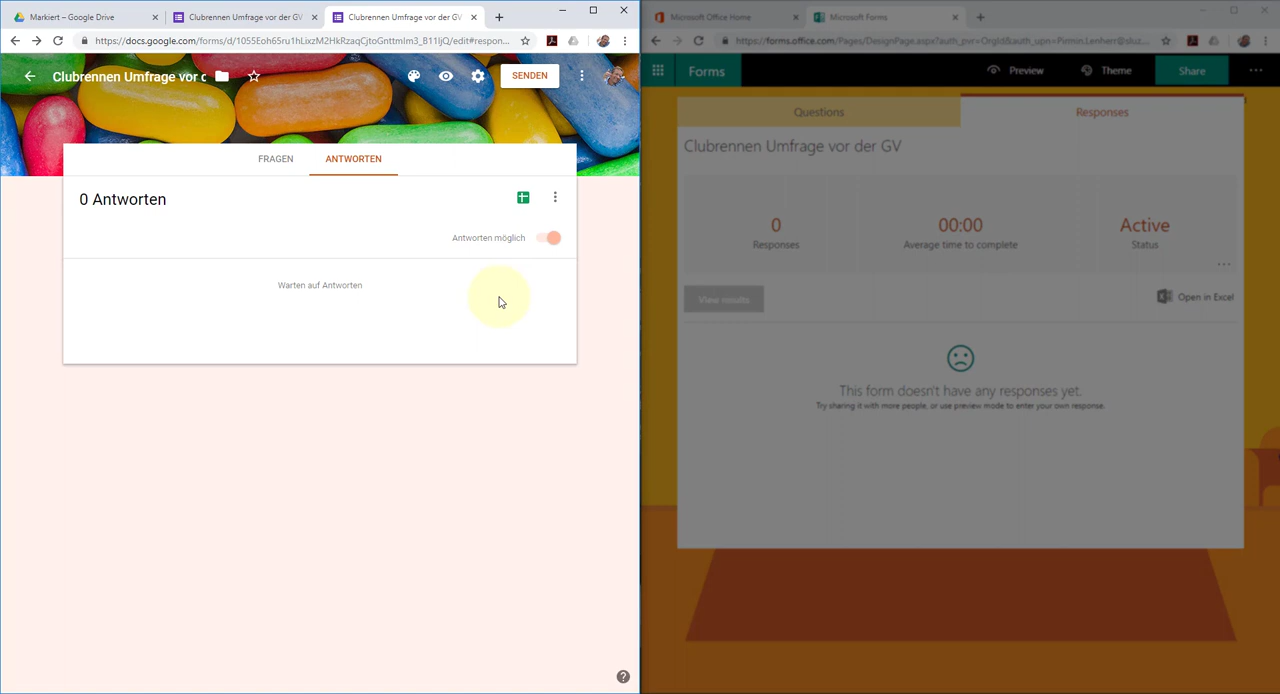 Markiert – Google Drive
Clubrennen Umfrage vor der GV
Clubrennen Umfrage vor der GV
https://docs.google.com/forms/d/1055Eoh65ru1hLixzM2HkRzaqCjtoGnttmIm3_B11IjQ/edit#respon...
Clubrennen Umfrage vor d
SENDEN
FRAGEN
ANTWORTEN
0 Antworten
Antworten möglich
Warten auf Antworten
Microsoft Office Home
Microsoft Forms
https://forms.office.com/Pages/DesignPage.aspx?auth_pvr=OrgId&auth_upn=Pirmin.Lenherr@sluz...
Forms
Preview
Theme
Share
Questions
Responses
Clubrennen Umfrage vor der GV
0
Responses
00:00
Average time to complete
Active
Status
View results
Open in Excel
This form doesn't have any responses yet.
Try sharing it with more people, or use preview mode to enter your own response.